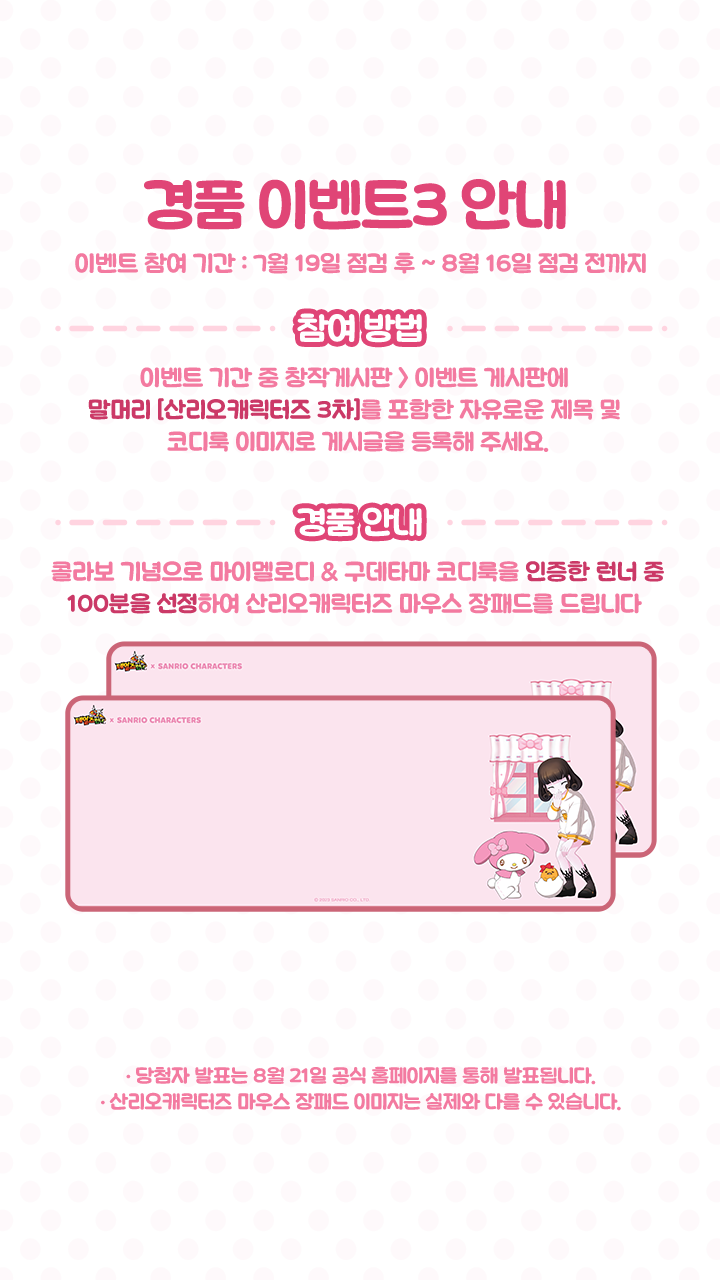 경품 이벤트3 안내
이벤트 참여 기간 : 7월 19일 점검 후 ~ 8월 16일 점검 전까지
참여 방법
이벤트 기간 중 창작게시판 > 이벤트 게시판에
말머리 [산리오캐릭터즈 3차]를 포함한 자유로운 제목 및
코디룩 이미지로 게시글을 등록해 주세요.
경품 안내
콜라보 기념으로 마이멜로디 & 구데타마 코디룩을 인증한 런너 중
100분을 선정하여 산리오캐릭터즈 마우스 장패드를 드립니다
x SANRIO CHARACTERS
x SANRIO CHARACTERS
SANRIO CO., LTD.
· 당첨자 발표는 8월 21일 공식 홈페이지를 통해 발표됩니다.
· 산리오캐릭터즈 마우스 장패드 이미지는 실제와 다를 수 있습니다.